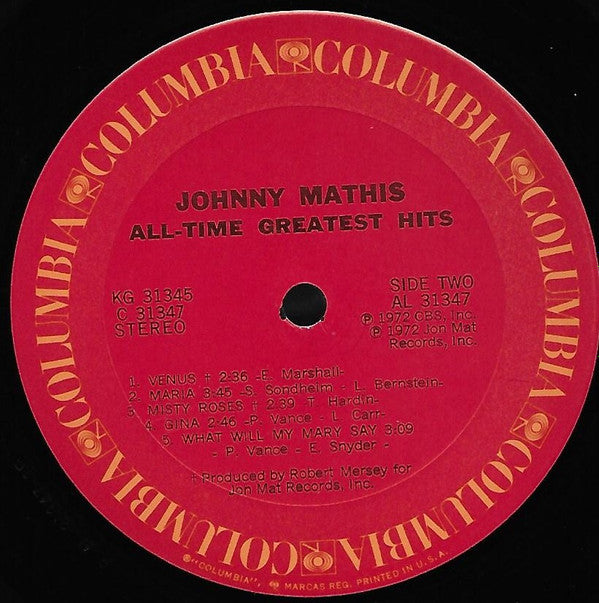 COLUMBIA COLUMBIA COLUMBIA COLUMBIA COLUMBIA COLUMBIA
JOHNNY MATHIS
ALL-TIME GREATEST HITS
KG 31345
C 31347
STEREO
SIDE TWO
AL 31347
℗ 1972 CBS, Inc.
℗ 1972 Jon Mat
Records, Inc.
1. VENUS † 2:36 -E. Marshall-
2. MARIA 3:45 -S. Sondheim - L. Bernstein-
3. MISTY ROSES † 2:39 -T. Hardin-
4. GINA 2:46 -P. Vance - L. Carr-
5. WHAT WILL MY MARY SAY 3:09
- P. Vance - E. Snyder -
† Produced by Robert Mersey for
Jon Mat Records, Inc.
® "COLUMBIA", MARCAS REG. PRINTED IN U.S.A.